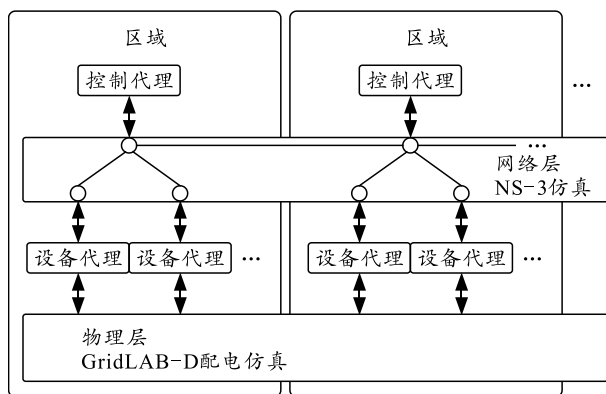 区域
区域
控制代理
控制代理
...
...
网络层
NS-3仿真
设备代理
设备代理
...
设备代理
设备代理
...
物理层
GridLAB-D配电仿真